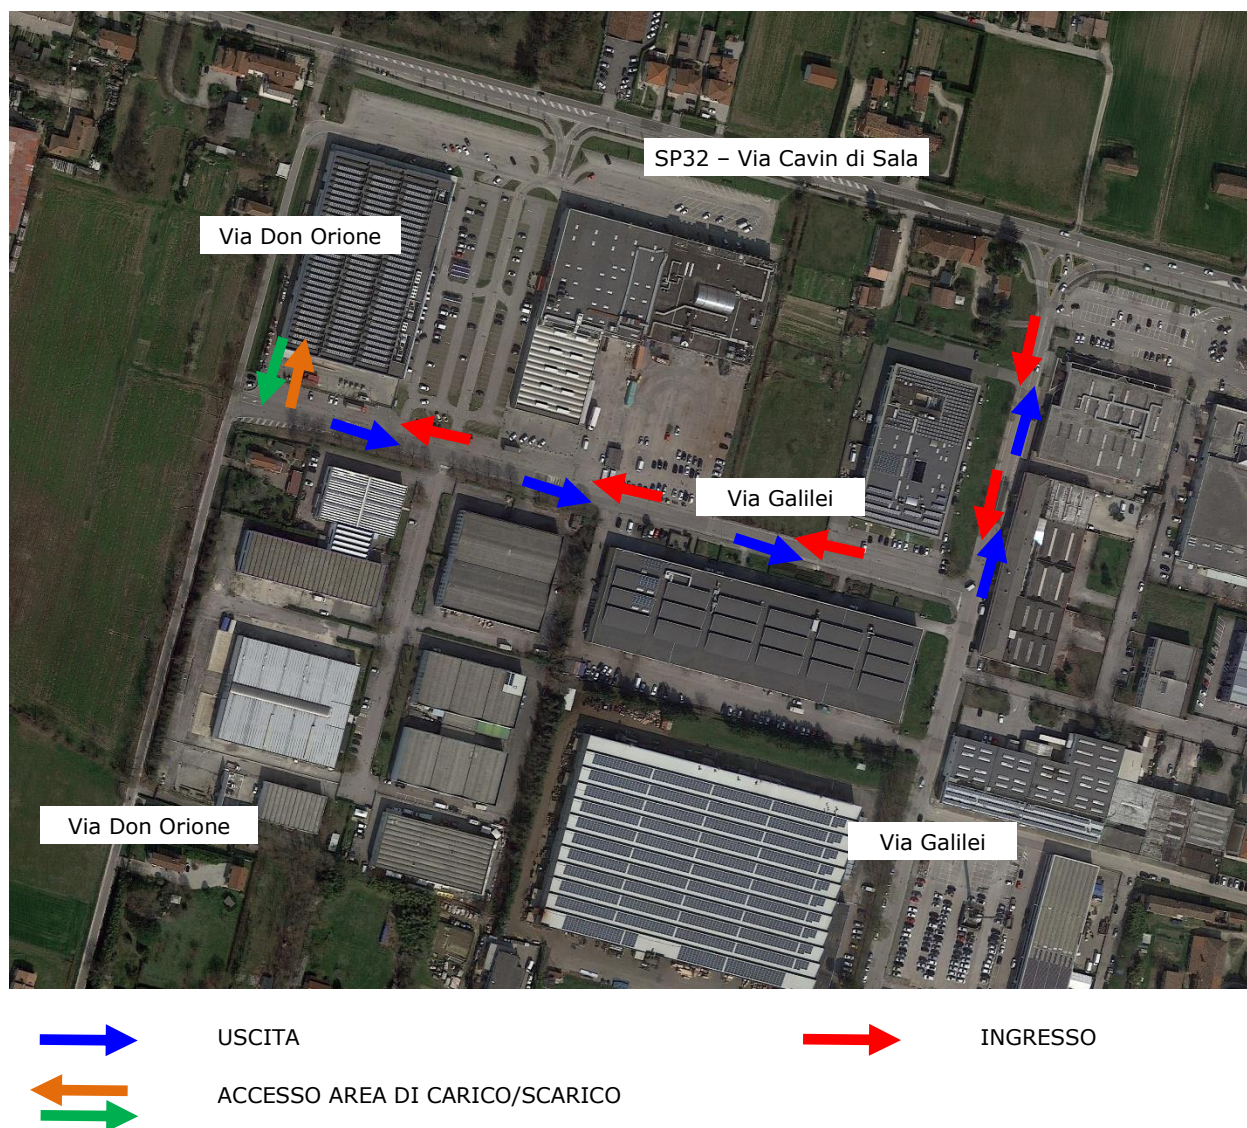 SP32 – Via Cavin di Sala
Via Don Orione
Via Galilei
Via Don Orione
Via Galilei
USCITA
INGRESSO
ACCESSO AREA DI CARICO/SCARICO